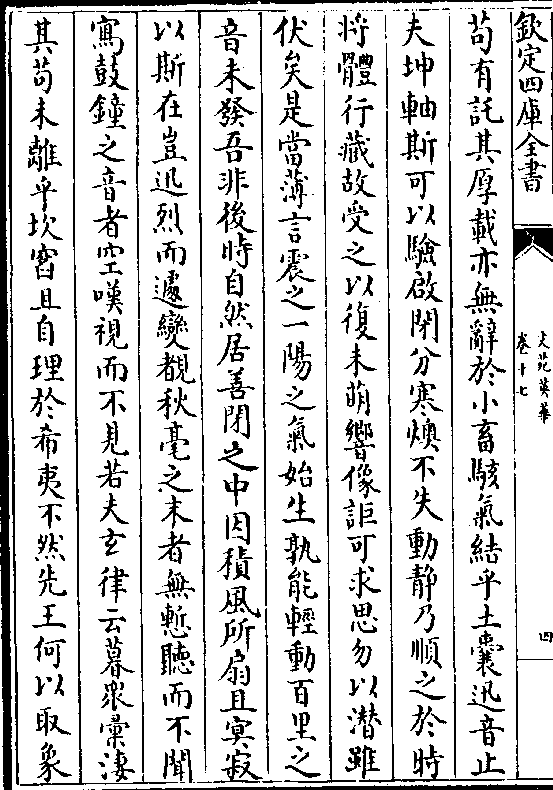 欽定四庫全書
文苑英華
卷十七
四
苟有託其厚載亦無辭於小畜駭氣結乎土囊迅音止
夫坤軸斯可以驗啟閉分寒燠不失動静乃順之於時
將體行藏故受之以復未萌響像詎可求思勿以潜雖
伏矣是當薄言震之一陽之氣始生孰能輕動百里之
音未發吾非後時自然居善閉之中因積風所扇且㝠寂
以斯在豈迅烈而遽變覩秋毫之末者無慙聽而不聞
寫鼓鐘之音者空嘆視而不見若夫玄律云暮衆彚淒
其苟未離乎坎窞且自理於希夷不然先王何以取象